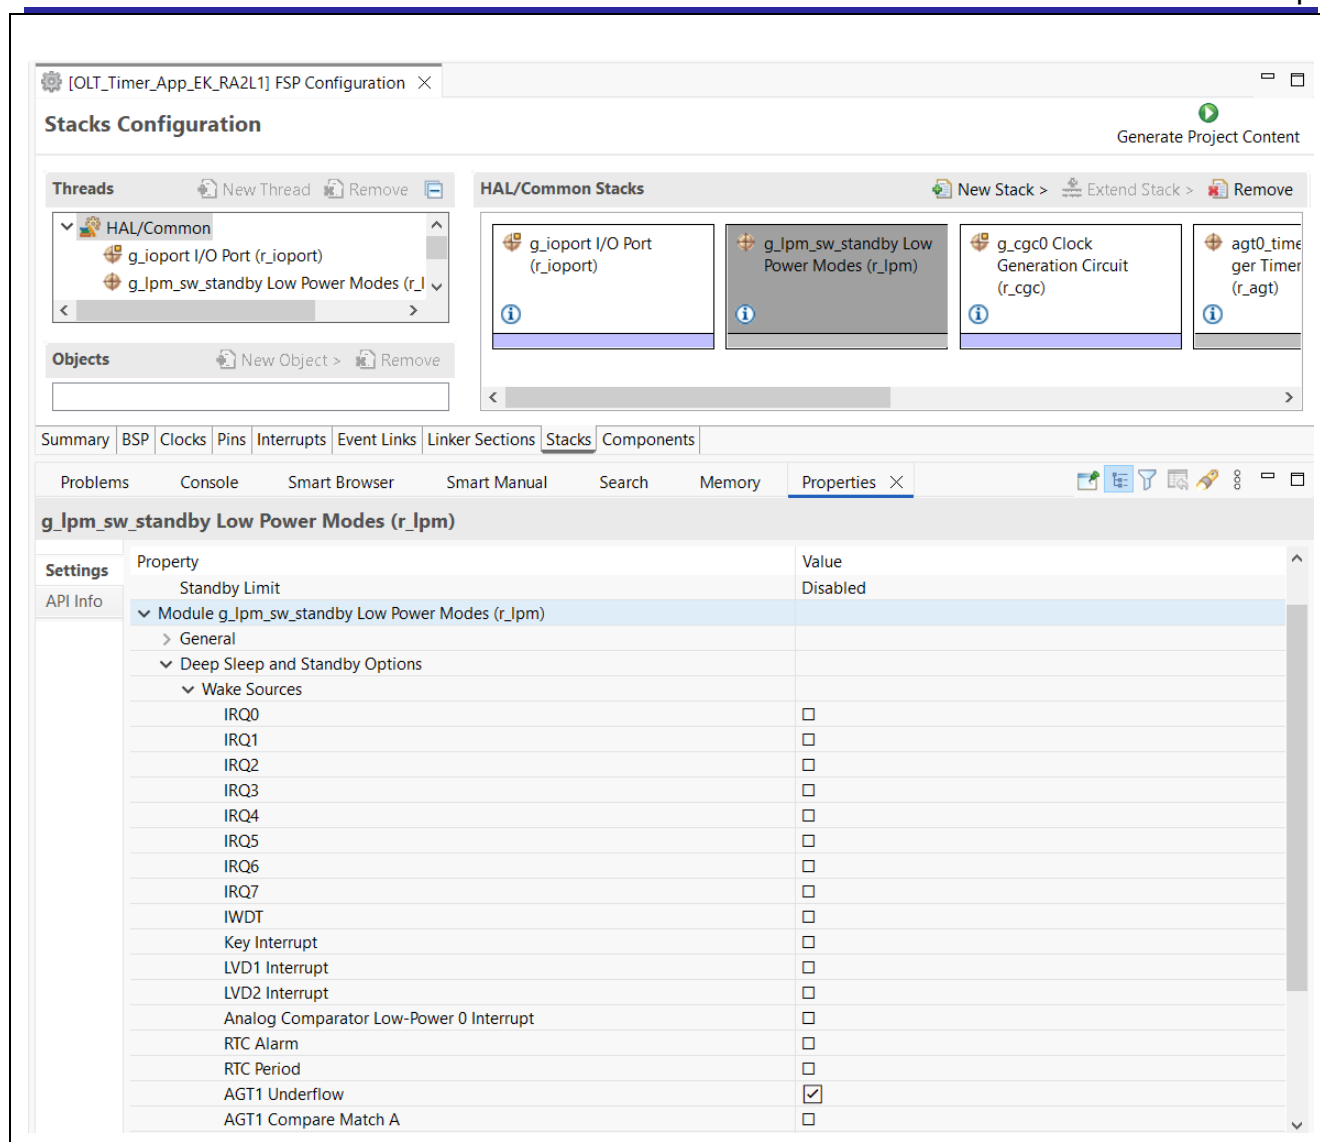 [OLT_Timer_App_EK_RA2L1] FSP Configuration
Stacks Configuration
Generate Project Content
Threads New Thread Remove
HAL/Common Stacks New Stack > Extend Stack > Remove
HAL/Common
g_ioport I/O Port (r_ioport)
g_lpm_sw_standby Low Power Modes (r_l
g_ioport I/O Port
(r_ioport)
g_lpm_sw_standby Low
Power Modes (r_lpm)
g_cgc0 Clock
Generation Circuit
(r_cgc)
agt0_time
ger Timer
(r_agt)
Objects New Object > Remove
Summary BSP Clocks Pins Interrupts Event Links Linker Sections Stacks Components
Problems Console Smart Browser Smart Manual Search Memory Properties
g_lpm_sw_standby Low Power Modes (r_lpm)
Settings
API Info
Property Value
Standby Limit Disabled
Module g_lpm_sw_standby Low Power Modes (r_lpm)
General
Deep Sleep and Standby Options
Wake Sources
IRQ0
IRQ1
IRQ2
IRQ3
IRQ4
IRQ5
IRQ6
IRQ7
IWDT
Key Interrupt
LVD1 Interrupt
LVD2 Interrupt
Analog Comparator Low-Power 0 Interrupt
RTC Alarm
RTC Period
AGT1 Underflow
AGT1 Compare Match A